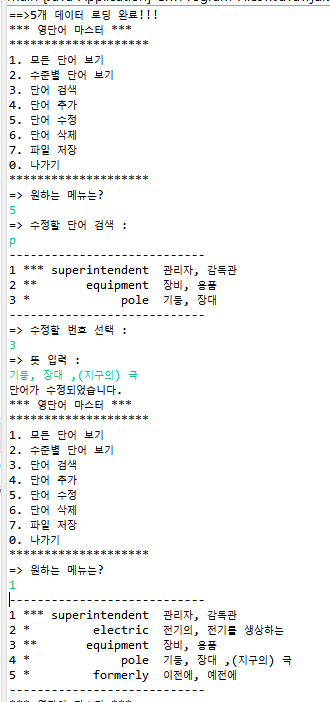 ==>5개 데이터 로딩 완료!!!
*** 영단어 마스터 ***
********************
1. 모든 단어 보기
2. 수준별 단어 보기
3. 단어 검색
4. 단어 추가
5. 단어 수정
6. 단어 삭제
7. 파일 저장
0. 나가기
********************
=> 원하는 메뉴는?
5
=> 수정할 단어 검색 :
p
----------------------------
1 *** superintendent  관리자, 감독관
2 **       equipment  장비, 용품
3 *             pole  기둥, 장대
----------------------------
=> 수정할 번호 선택 :
3
=> 뜻 입력 :
기둥, 장대 ,(지구의) 극
단어가 수정되었습니다.
*** 영단어 마스터 ***
********************
1. 모든 단어 보기
2. 수준별 단어 보기
3. 단어 검색
4. 단어 추가
5. 단어 수정
6. 단어 삭제
7. 파일 저장
0. 나가기
********************
=> 원하는 메뉴는?
1
----------------------------
1 *** superintendent  관리자, 감독관
2 *         electric  전기의, 전기를 생상하는
3 **       equipment  장비, 용품
4 *             pole  기둥, 장대 ,(지구의) 극
5 *         formerly  이전에, 예전에
----------------------------